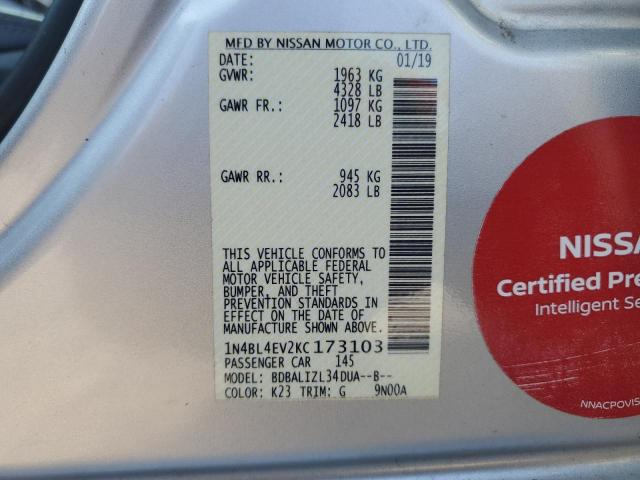 MFD BY NISSAN MOTOR CO., LTD.
DATE: 01/19
GVWR: 1963 KG
4328 LB
GAWR FR.: 1097 KG
2418 LB
GAWR RR.: 945 KG
2083 LB
THIS VEHICLE CONFORMS TO
ALL APPLICABLE FEDERAL
MOTOR VEHICLE SAFETY,
BUMPER, AND THEFT
PREVENTION STANDARDS IN
EFFECT ON THE DATE OF
MANUFACTURE SHOWN ABOVE.
1N4BL4EV2KC173103
PASSENGER CAR 145
MODEL: BDBALIZL34DUA--B--
COLOR: K23 TRIM: G 9N00A
NISSA
Certified Pre
Intelligent Se
NNACPOVIS